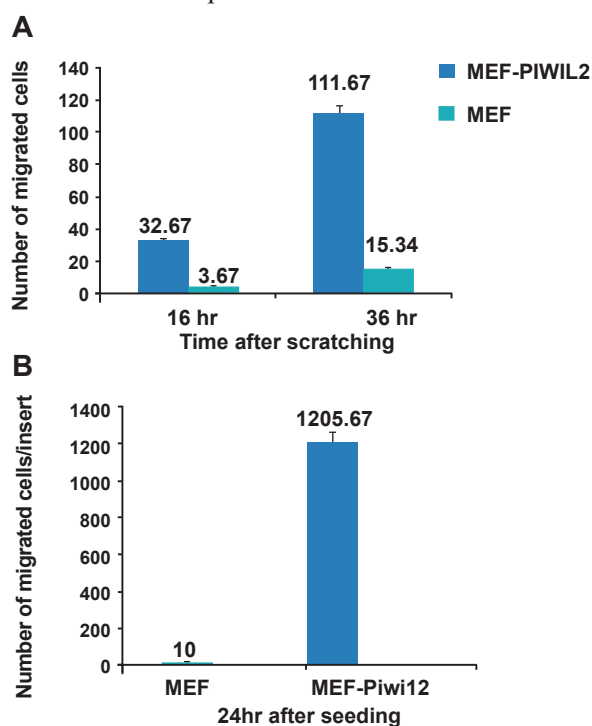 A
Number of migrated cells
140
120
100
80
60
40
20
0
32.67
3.67
111.67
15.34
MEF-PIWIL2
MEF
16 hr
36 hr
Time after scratching
B
Number of migrated cells/insert
1400
1200
1000
800
600
400
200
0
10
1205.67
MEF
MEF-Piwi12
24hr after seeding